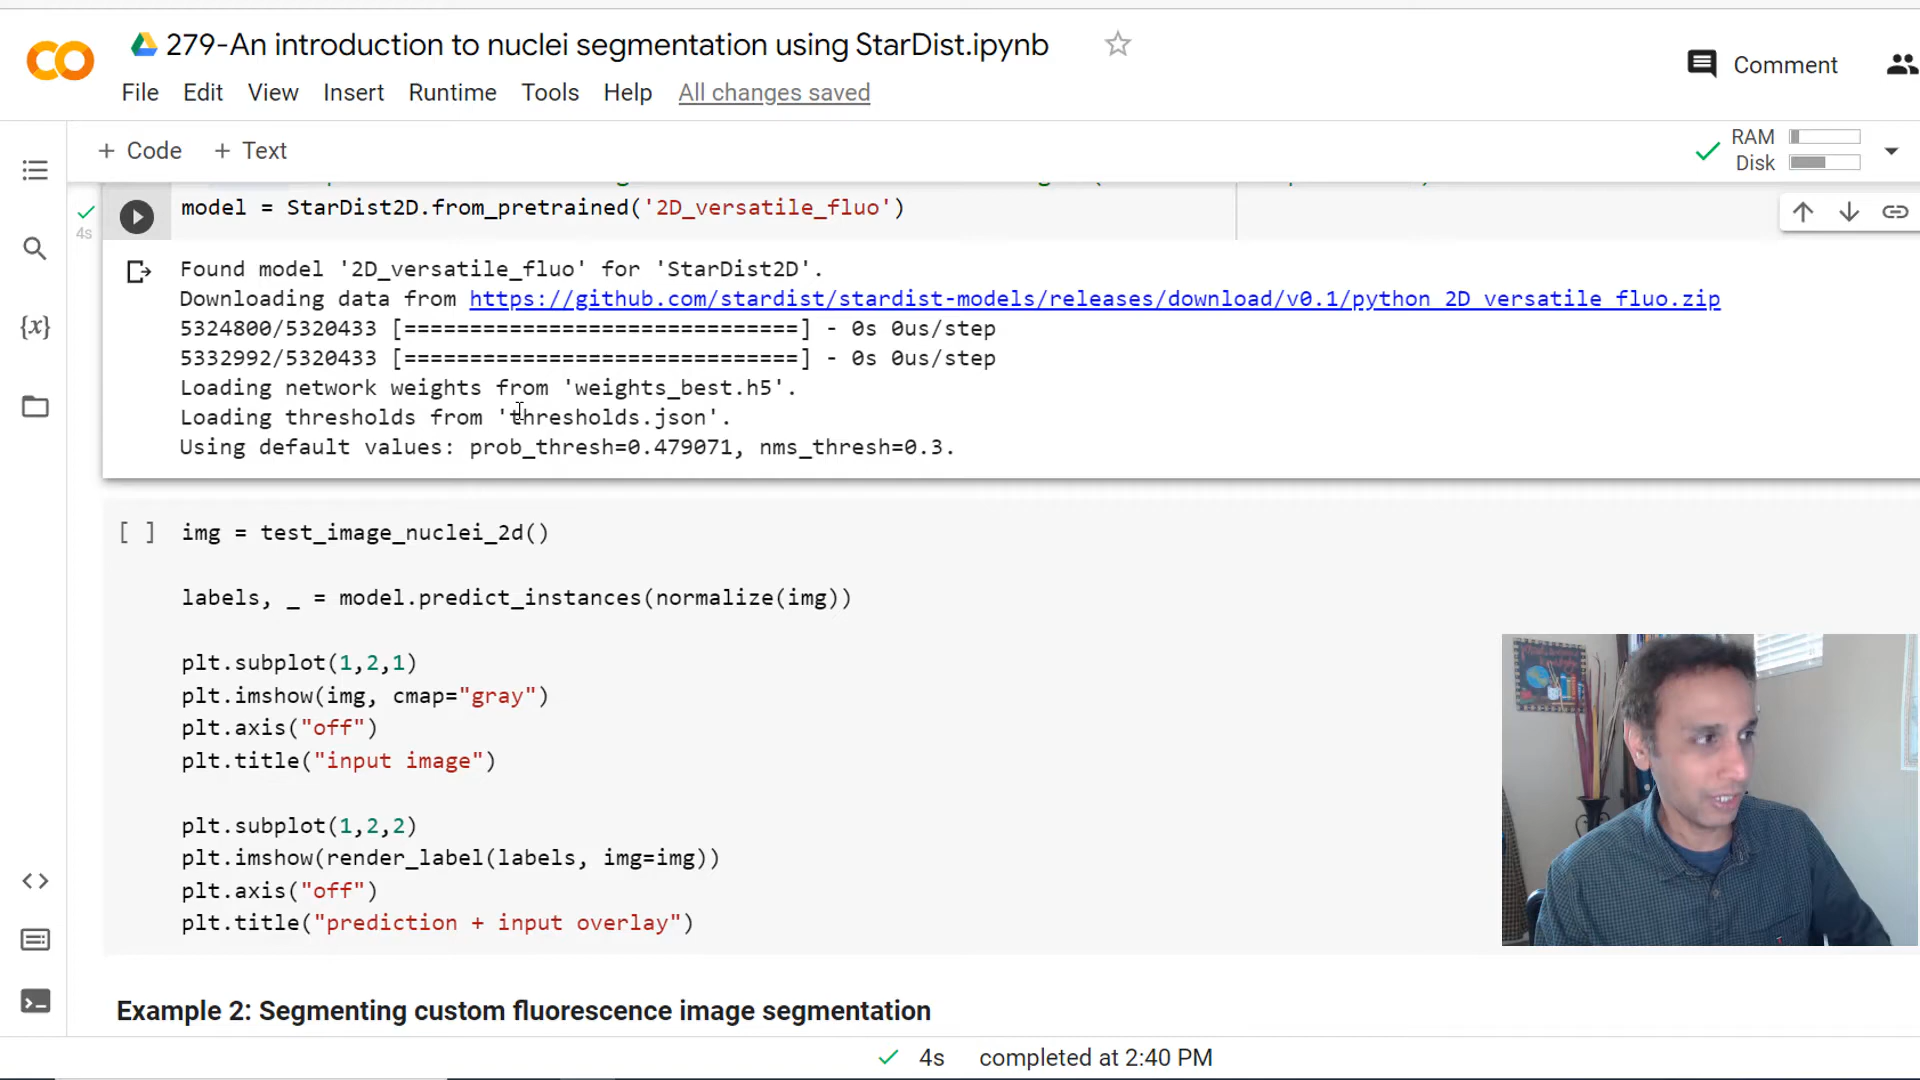 279-An introduction to nuclei segmentation using StarDist.ipynb
Comment
File Edit View Insert Runtime Tools Help All changes saved
+ Code + Text
RAM
Disk
model = StarDist2D.from_pretrained('2D_versatile_fluo')
4s
Found model '2D_versatile_fluo' for 'StarDist2D'.
Downloading data from https://github.com/stardist/stardist-models/releases/download/v0.1/python_2D_versatile_fluo.zip
5324800/5320433 [==============================] - 0s 0us/step
5332992/5320433 [==============================] - 0s 0us/step
Loading network weights from 'weights_best.h5'.
Loading thresholds from 'thresholds.json'.
Using default values: prob_thresh=0.479071, nms_thresh=0.3.
[ ] img = test_image_nuclei_2d()
labels, _ = model.predict_instances(normalize(img))
plt.subplot(1,2,1)
plt.imshow(img, cmap="gray")
plt.axis("off")
plt.title("input image")
plt.subplot(1,2,2)
plt.imshow(render_label(labels, img=img))
plt.axis("off")
plt.title("prediction + input overlay")
Example 2: Segmenting custom fluorescence image segmentation
4s completed at 2:40 PM